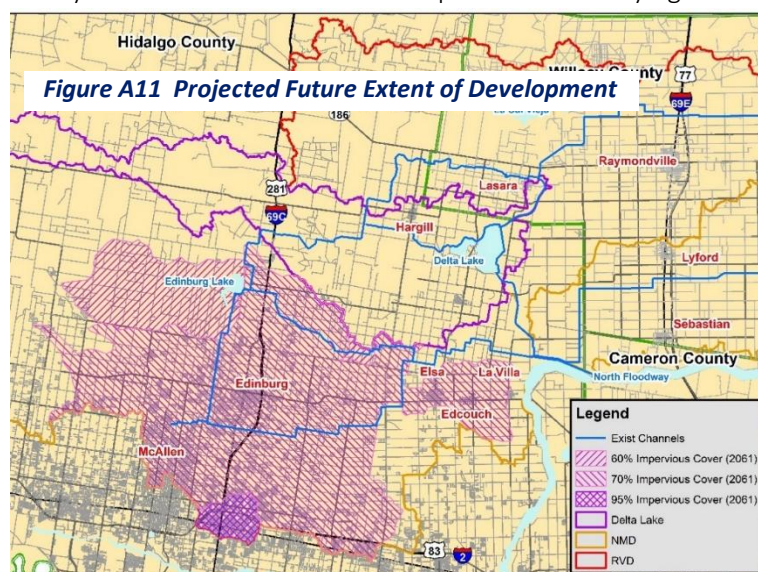 Hidalgo County
Figure A11 Projected Future Extent of Development
186
77
69E
Raymondville
Lasara
281
69C
Hargill
Delta Lake
Lyford
Edinburg Lake
Sebastian
Cameron County
Elsa
La Villa
North Floodway
Edinburg
Edcouch
McAllen
83
2
Legend
Exist Channels
60% Impervious Cover (2061)
70% Impervious Cover (2061)
95% Impervious Cover (2061)
Delta Lake
NMD
RVD